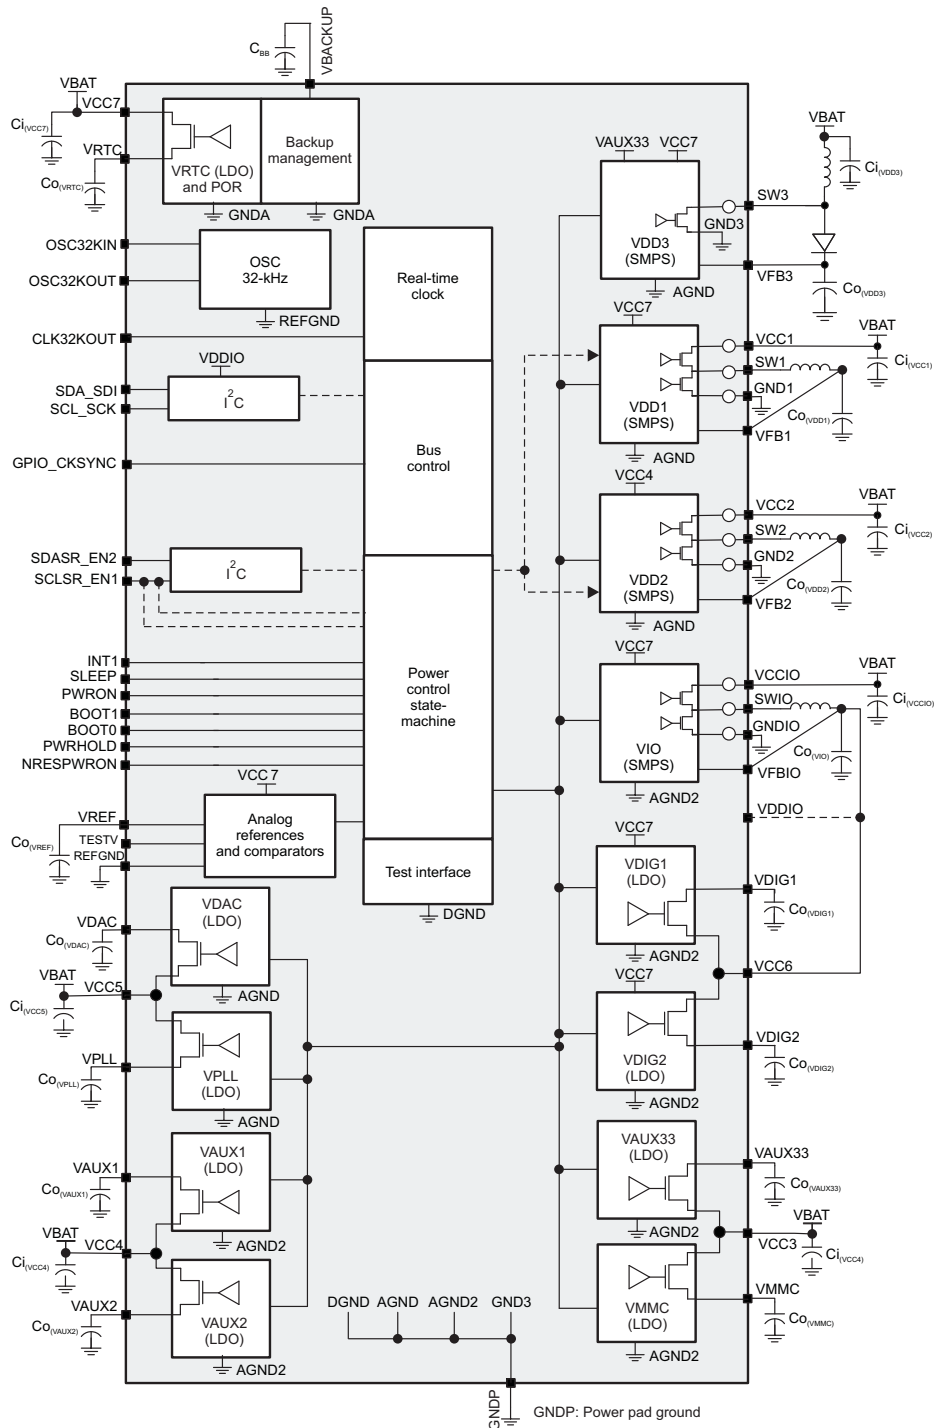 C BB
VBACKUP
VBAT
VCC7
Ci(VCC7)
VRTC
Co(VRTC)
VRTC (LDO)
and POR
Backup
management
GNDA
GNDA
OSC32KIN
OSC32KOUT
OSC
32-kHz
REFGND
CLK32KOUT
Real-time
clock
VDDIO
SDA_SDI
SCL_SCK
I2C
Bus
control
GPIO_CKSYNC
SDASR_EN2
SCLSR_EN1
I2C
INT1
SLEEP
PWRON
BOOT1
BOOT0
PWRHOLD
NRESPWRON
Power
control
state-
machine
VCC7
VREF
Co(VREF)
TESTV
REFGND
Analog
references
and comparators
Test interface
DGND
VDAC
Co(VDAC)
VDAC
(LDO)
AGND
VBAT
VCC5
Ci(VCC5)
VPLL
Co(VPLL)
VPLL
(LDO)
AGND
VAUX1
Co(VAUX1)
VAUX1
(LDO)
AGND2
VBAT
VCC4
Ci(VCC4)
VAUX2
Co(VAUX2)
VAUX2
(LDO)
AGND2
VAUX33
VCC7
VDD3
(SMPS)
GND3
AGND
SW3
VFB3
VBAT
Ci(VDD3)
Co(VDD3)
VCC7
VDD1
(SMPS)
AGND
VCC1
SW1
GND1
VFB1
VBAT
Ci(VCC1)
Co(VDD1)
VCC4
VDD2
(SMPS)
AGND
VCC2
SW2
GND2
VFB2
VBAT
Ci(VCC2)
Co(VDD2)
VCC7
VIO
(SMPS)
AGND2
VCCIO
SWIO
GNDIO
VFBIO
VBAT
Ci(VCCIO)
Co(VIO)
VDDIO
VCC7
VDIG1
(LDO)
AGND2
VDIG1
Co(VDIG1)
VCC6
VCC7
VDIG2
(LDO)
AGND2
VDIG2
Co(VDIG2)
VAUX33
(LDO)
AGND2
VAUX33
Co(VAUX33)
VBAT
VCC3
Ci(VCC4)
VMMC
(LDO)
AGND2
VMMC
Co(VMMC)
DGND
AGND
AGND2
GND3
GNDP
GNDP: Power pad ground